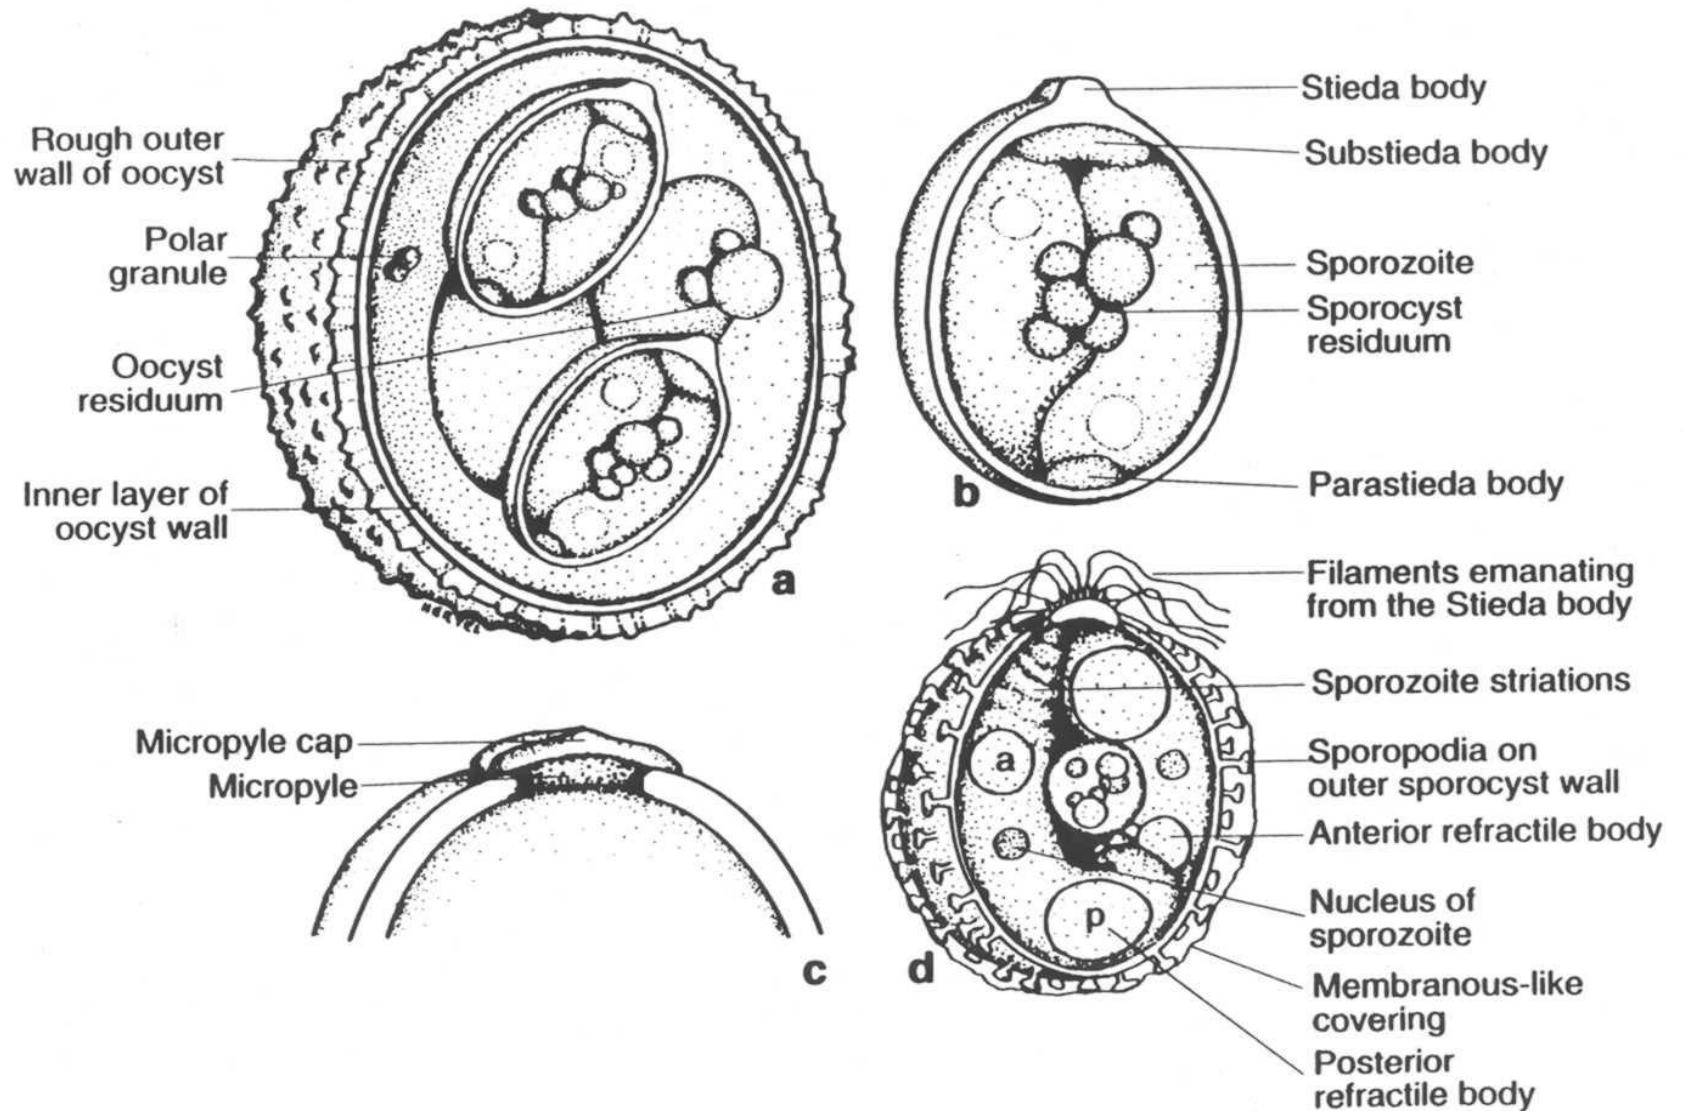 Rough outer
wall of oocyst
Polar
granule
Oocyst
residuum
Inner layer of
oocyst wall
a
Stieda body
Substieda body
Sporozoite
Sporocyst
residuum
Parastieda body
b
Micropyle cap
Micropyle
c
Filaments emanating
from the Stieda body
Sporozoite striations
Sporopodia on
outer sporocyst wall
Anterior refractile body
Nucleus of
sporozoite
Membranous-like
covering
Posterior
refractile body
a
p
d